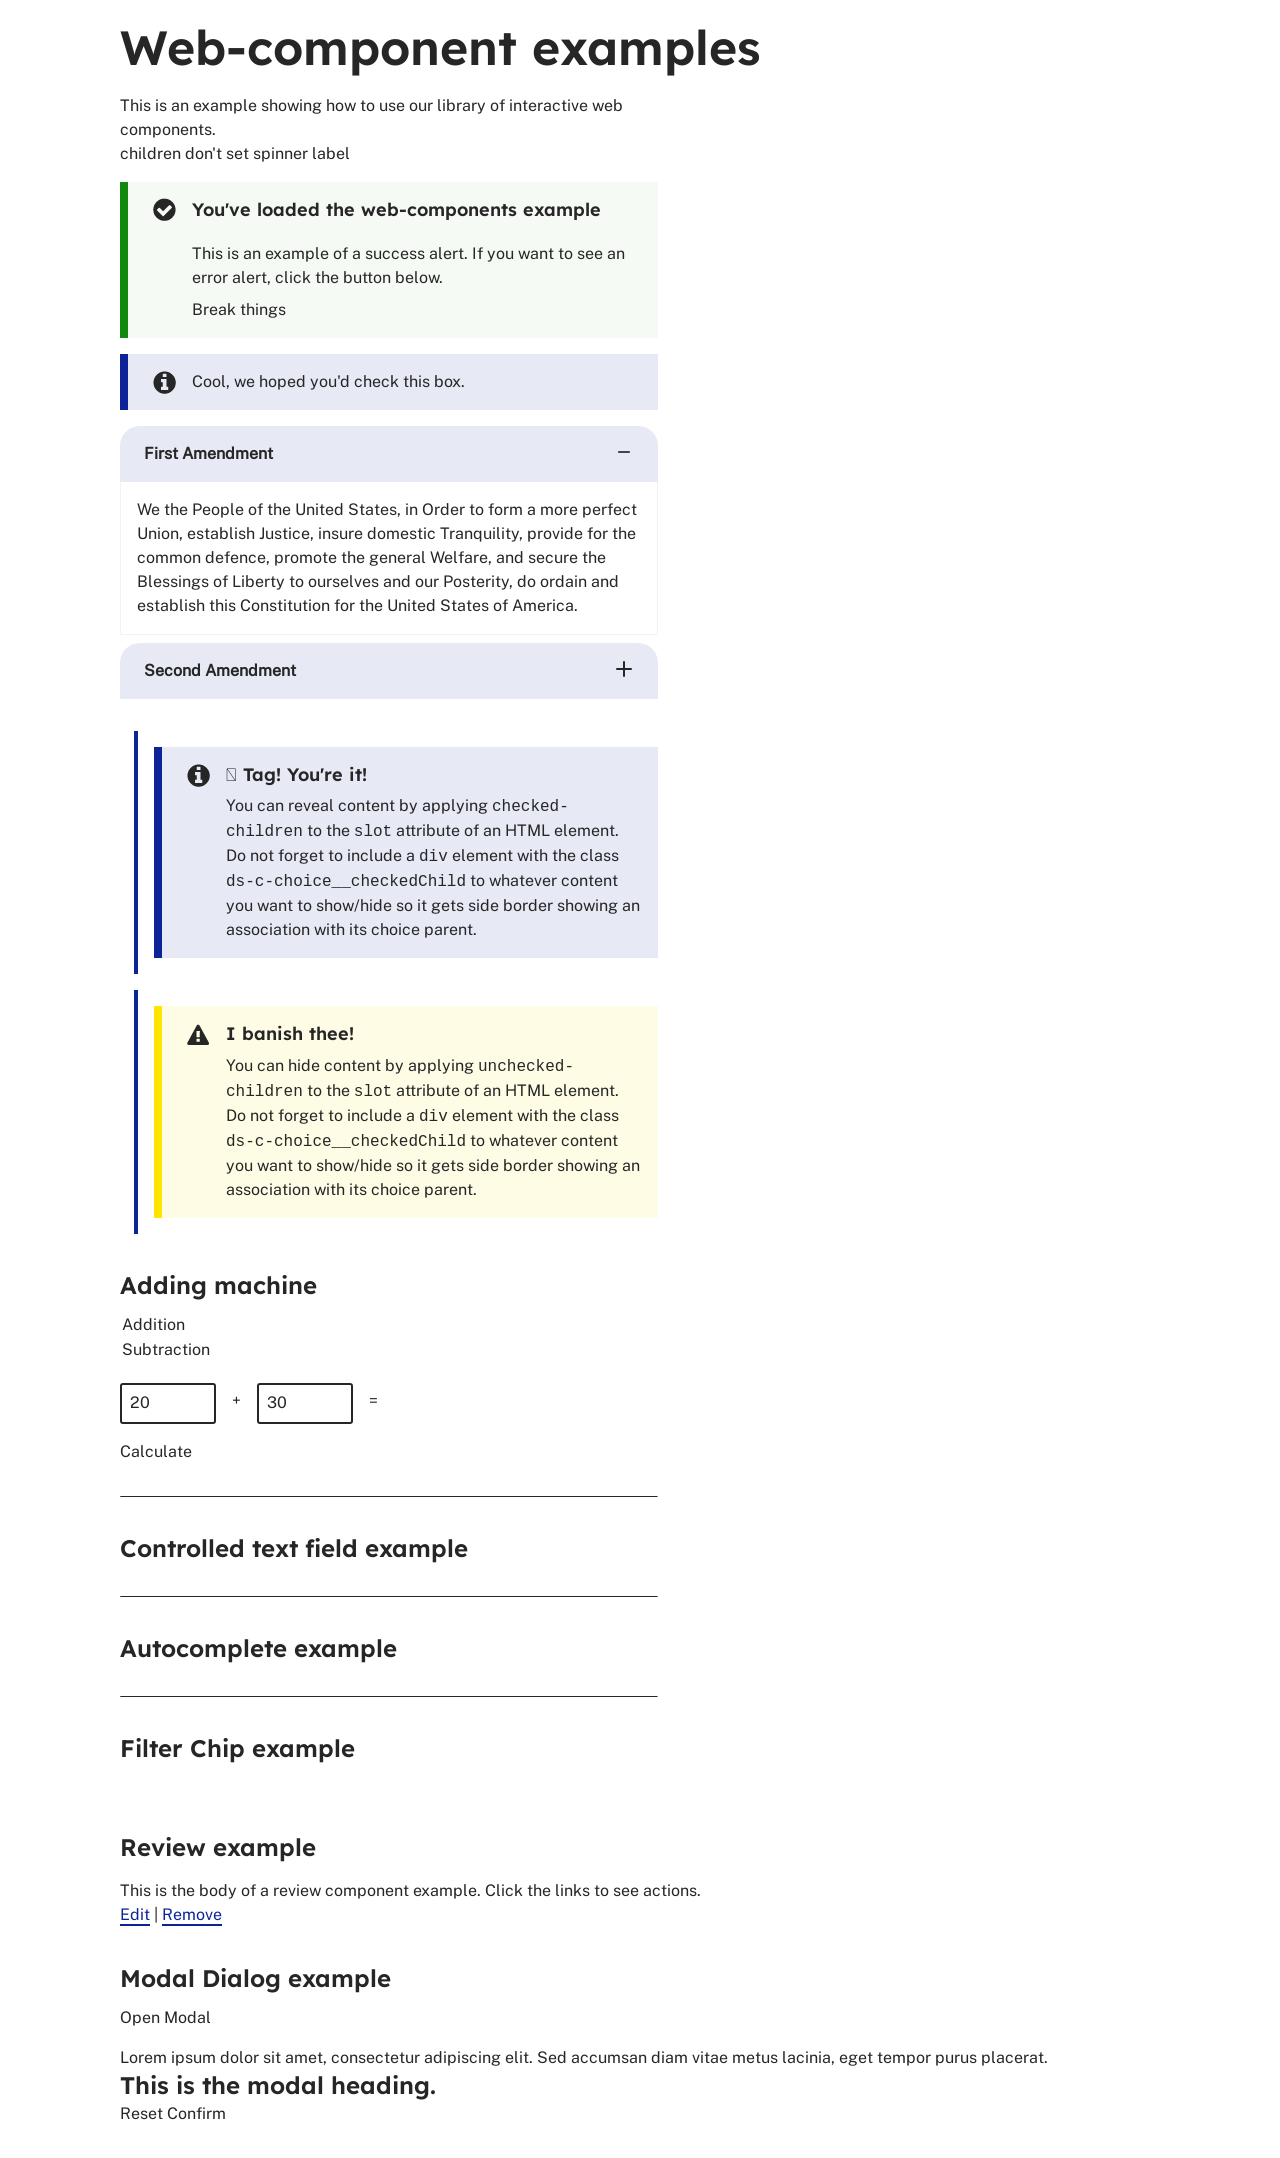 Web-component examples
This is an example showing how to use our library of interactive web
components.
children don't set spinner label
You've loaded the web-components example
This is an example of a success alert. If you want to see an
error alert, click the button below.
Break things
Cool, we hoped you'd check this box.
First Amendment
We the People of the United States, in Order to form a more perfect
Union, establish Justice, insure domestic Tranquility, provide for the
common defence, promote the general Welfare, and secure the
Blessings of Liberty to ourselves and our Posterity, do ordain and
establish this Constitution for the United States of America.
Second Amendment
Tag! You're it!
You can reveal content by applying checked-
children to the slot attribute of an HTML element.
Do not forget to include a div element with the class
ds-c-choice__checkedChild to whatever content
you want to show/hide so it gets side border showing an
association with its choice parent.
I banish thee!
You can hide content by applying unchecked-
children to the slot attribute of an HTML element.
Do not forget to include a div element with the class
ds-c-choice__checkedChild to whatever content
you want to show/hide so it gets side border showing an
association with its choice parent.
Adding machine
Addition
Subtraction
20 + 30 =
Calculate
Controlled text field example
Autocomplete example
Filter Chip example
Review example
This is the body of a review component example. Click the links to see actions.
Edit | Remove
Modal Dialog example
Open Modal
Lorem ipsum dolor sit amet, consectetur adipiscing elit. Sed accumsan diam vitae metus lacinia, eget tempor purus placerat.
This is the modal heading.
Reset Confirm